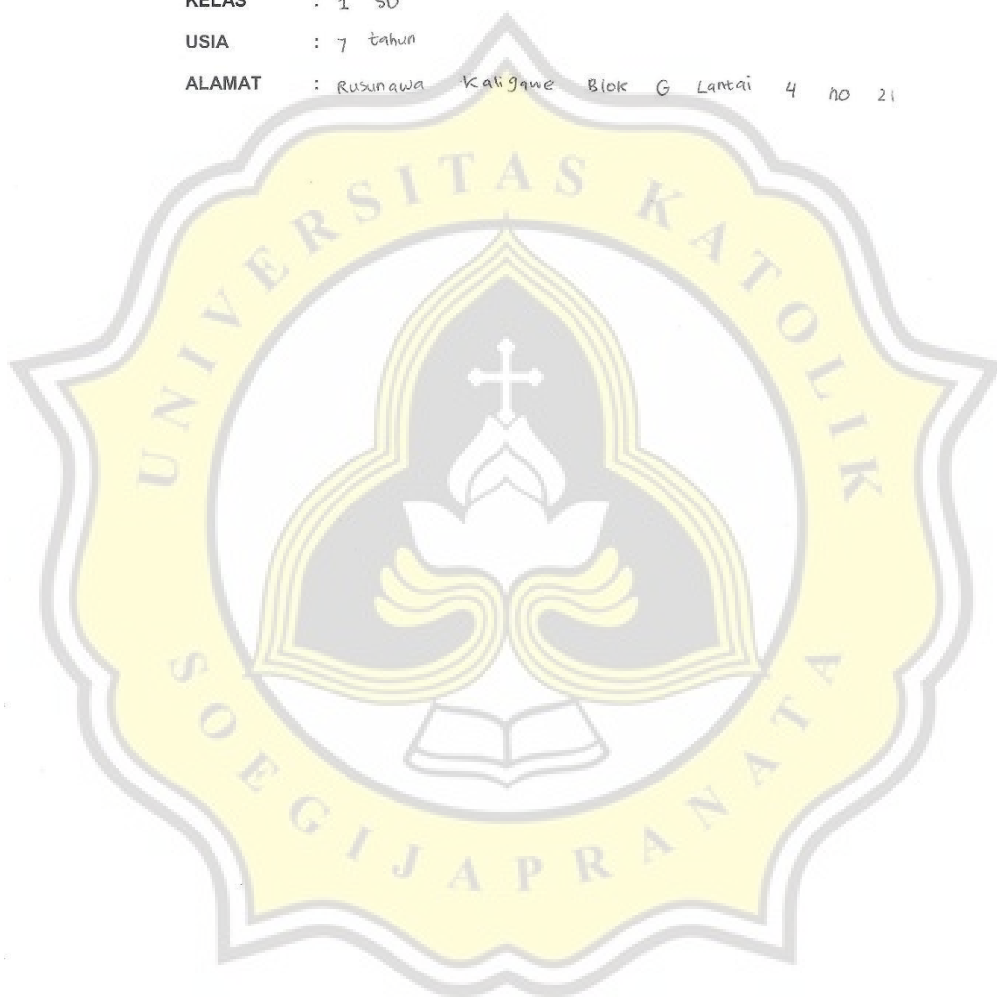 KELAS : 1 SD
USIA : 7 tahun
ALAMAT : Rusunawa Kaligawe Blok G Lantai 4 no 21
UNIVERSITAS KATOLIK
SOEGIJAPRANATA